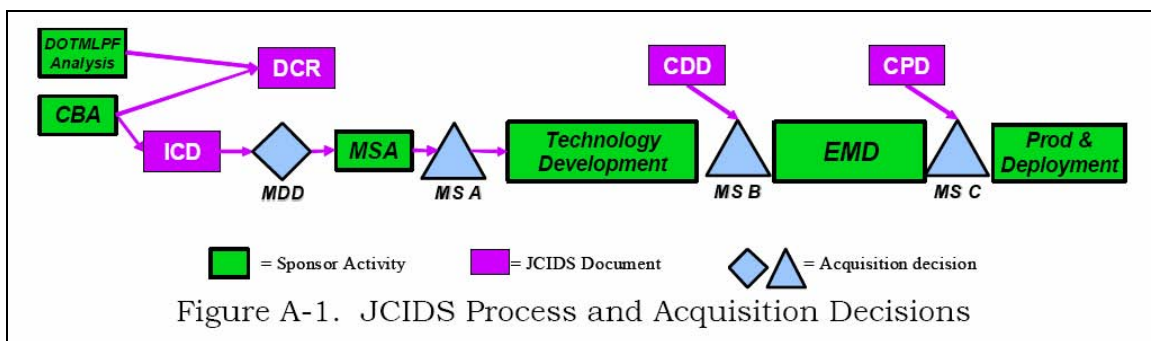 DOTMLPF
Analysis
DCR
CDD
CPD
CBA
ICD
MDD
MSA
MS A
Technology
Development
MS B
EMD
MS C
Prod &
Deployment
= Sponsor Activity
= JCIDS Document
= Acquisition decision
Figure A-1. JCIDS Process and Acquisition Decisions